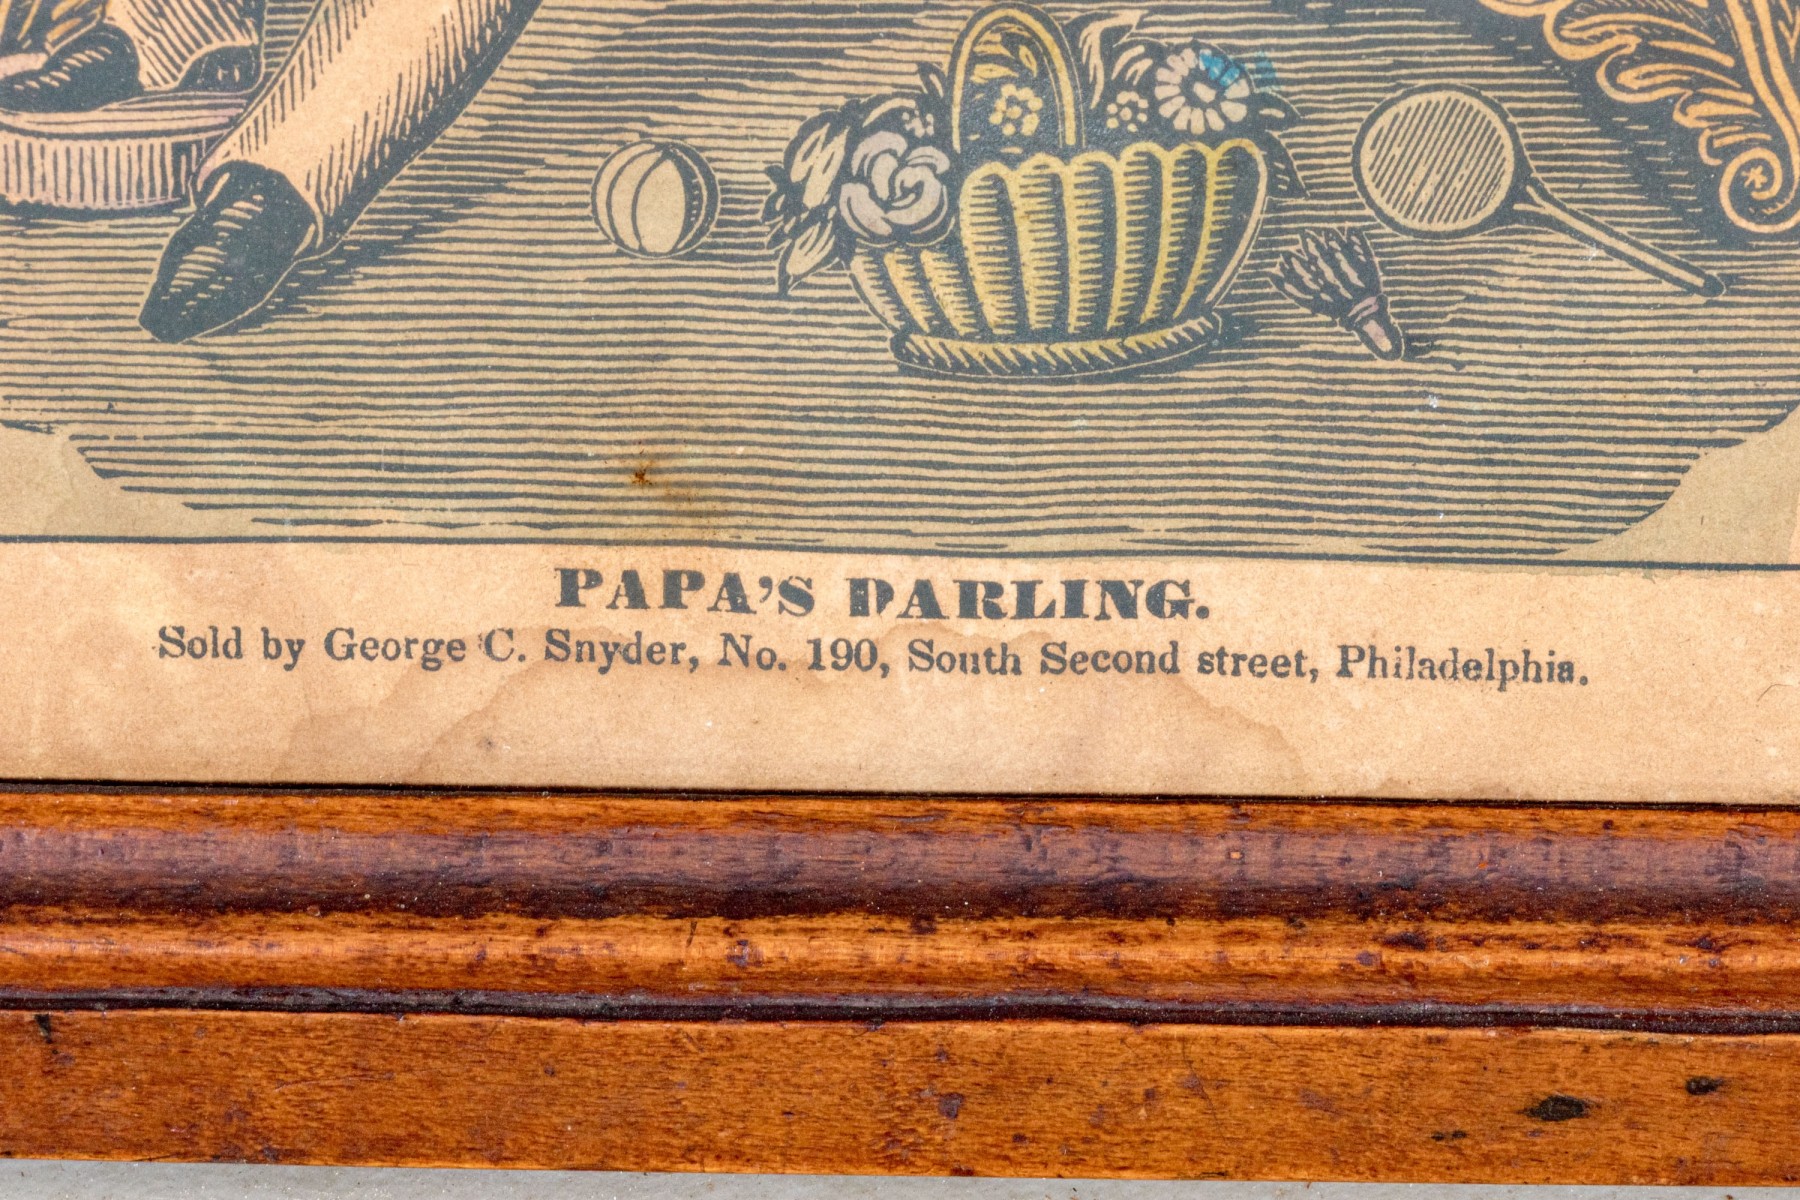 PAPA'S DARLING.
Sold by George C. Snyder, No. 190, South Second street, Philadelphia.